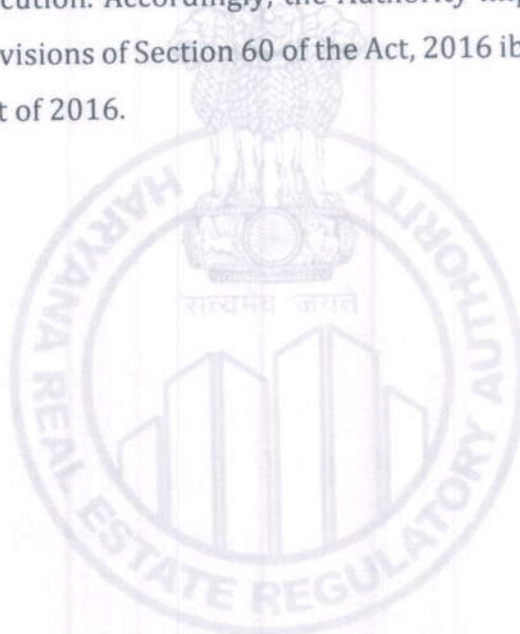 cution. Accordingly, the Authority
visions of Section 60 of the Act, 2016
t of 2016.
सत्यमेव जयते
HARYANA REAL ESTATE REGULATORY AUTHORITY